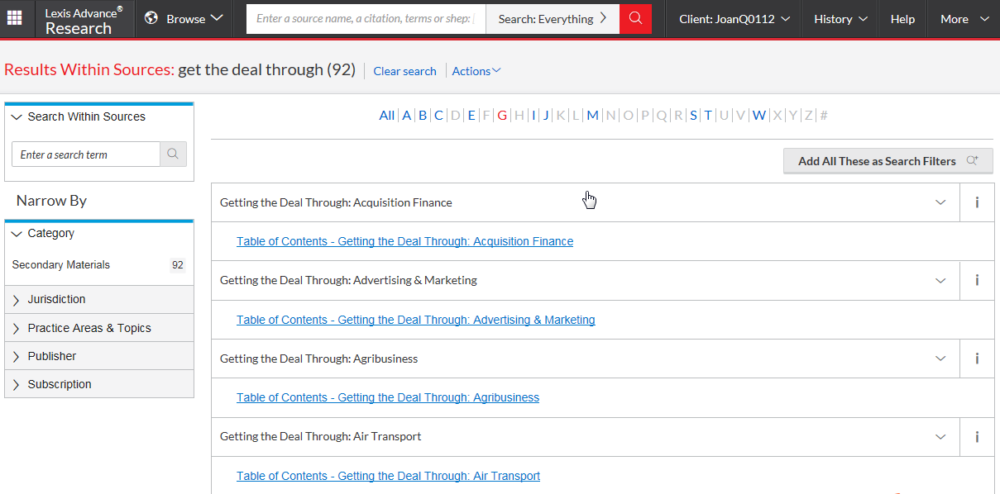 Lexis Advance®
Research
Browse
Enter a source name, a citation, terms or shep:
Search: Everything
Client: JoanQ0112
History
Help
More
Results Within Sources: get the deal through (92)
Clear search
Actions
Search Within Sources
Enter a search term
Narrow By
Category
Secondary Materials 92
Jurisdiction
Practice Areas & Topics
Publisher
Subscription
All A B C D E F G H I J K L M N O P Q R S T U V W X Y Z #
Add All These as Search Filters
Getting the Deal Through: Acquisition Finance
i
Table of Contents - Getting the Deal Through: Acquisition Finance
Getting the Deal Through: Advertising & Marketing
i
Table of Contents - Getting the Deal Through: Advertising & Marketing
Getting the Deal Through: Agribusiness
i
Table of Contents - Getting the Deal Through: Agribusiness
Getting the Deal Through: Air Transport
i
Table of Contents - Getting the Deal Through: Air Transport